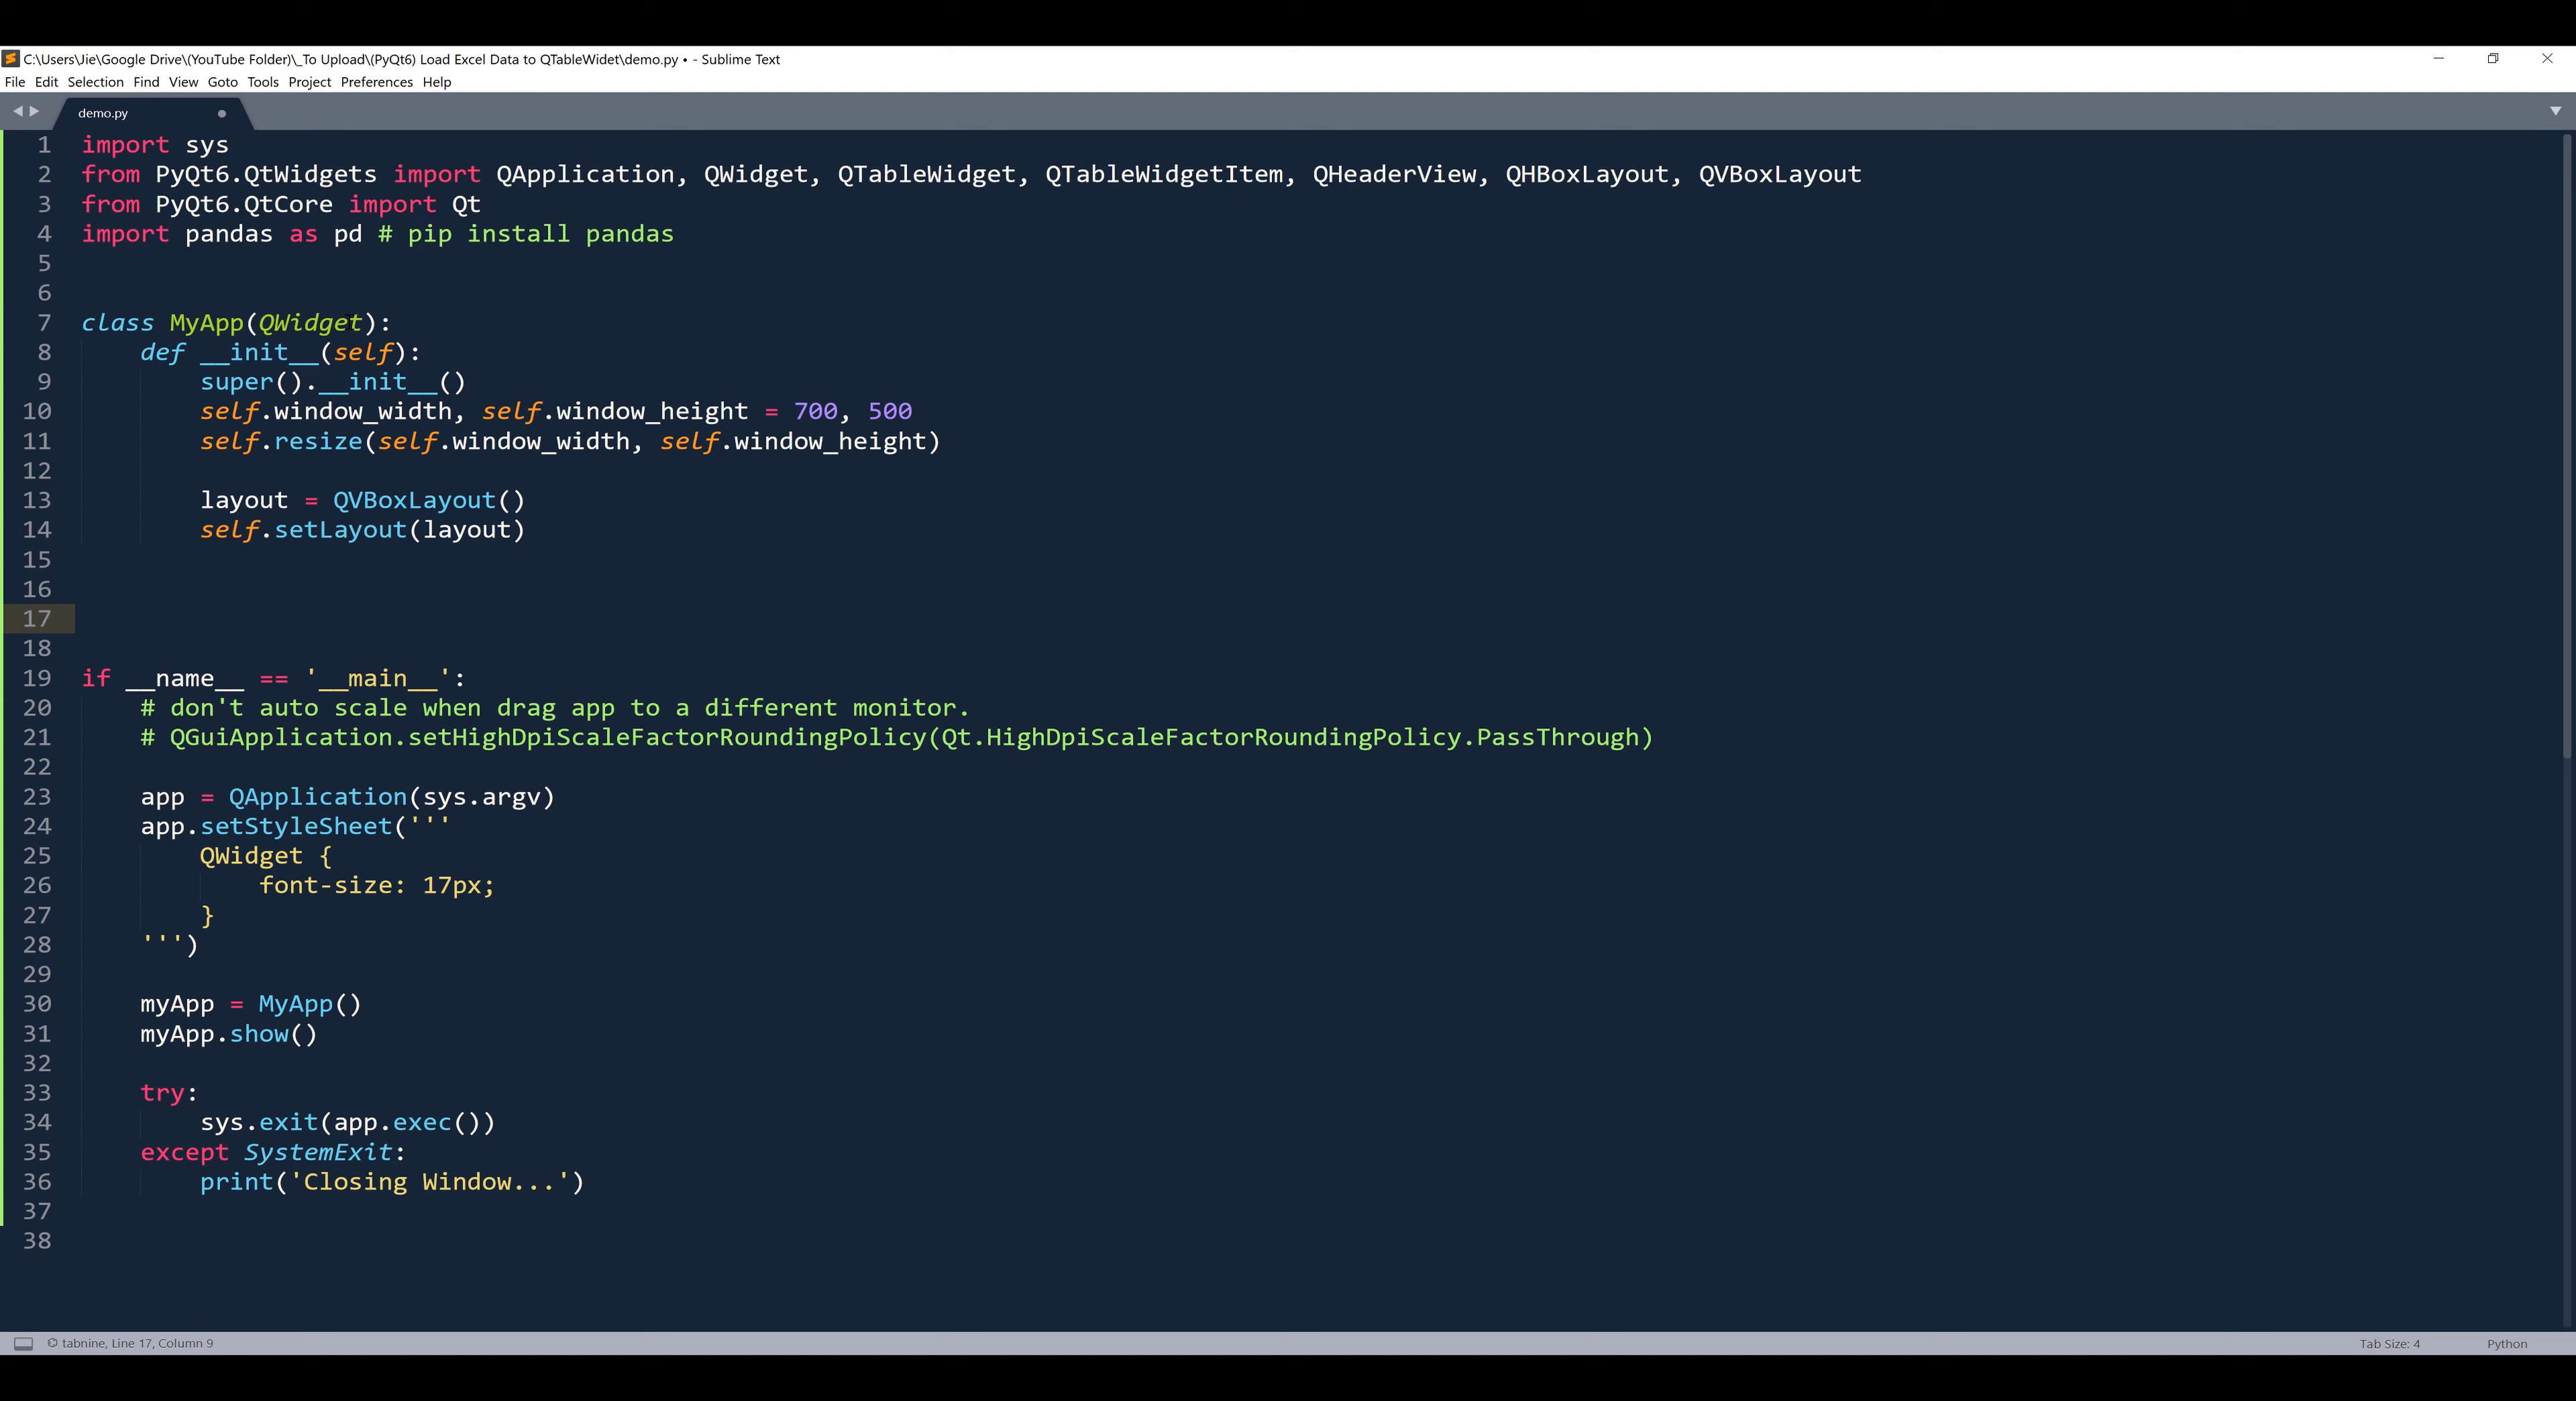 C:\Users\Jie\Google Drive\(YouTube Folder)\_To Upload\(PyQt6) Load Excel Data to QTableWidet\demo.py • - Sublime Text
File Edit Selection Find View Goto Tools Project Preferences Help
demo.py
1 import sys
2 from PyQt6.QtWidgets import QApplication, QWidget, QTableWidget, QTableWidgetItem, QHeaderView, QHBoxLayout, QVBoxLayout
3 from PyQt6.QtCore import Qt
4 import pandas as pd # pip install pandas
5
6
7 class MyApp(QWidget):
8     def __init__(self):
9         super().__init__()
10         self.window_width, self.window_height = 700, 500
11         self.resize(self.window_width, self.window_height)
12
13         layout = QVBoxLayout()
14         self.setLayout(layout)
15
16
17
18
19 if __name__ == '__main__':
20     # don't auto scale when drag app to a different monitor.
21     # QGuiApplication.setHighDpiScaleFactorRoundingPolicy(Qt.HighDpiScaleFactorRoundingPolicy.PassThrough)
22
23     app = QApplication(sys.argv)
24     app.setStyleSheet('''
25         QWidget {
26             font-size: 17px;
27         }
28     ''')
29
30     myApp = MyApp()
31     myApp.show()
32
33     try:
34         sys.exit(app.exec())
35     except SystemExit:
36         print('Closing Window...')
37
38
tabnine, Line 17, Column 9 Tab Size: 4 Python